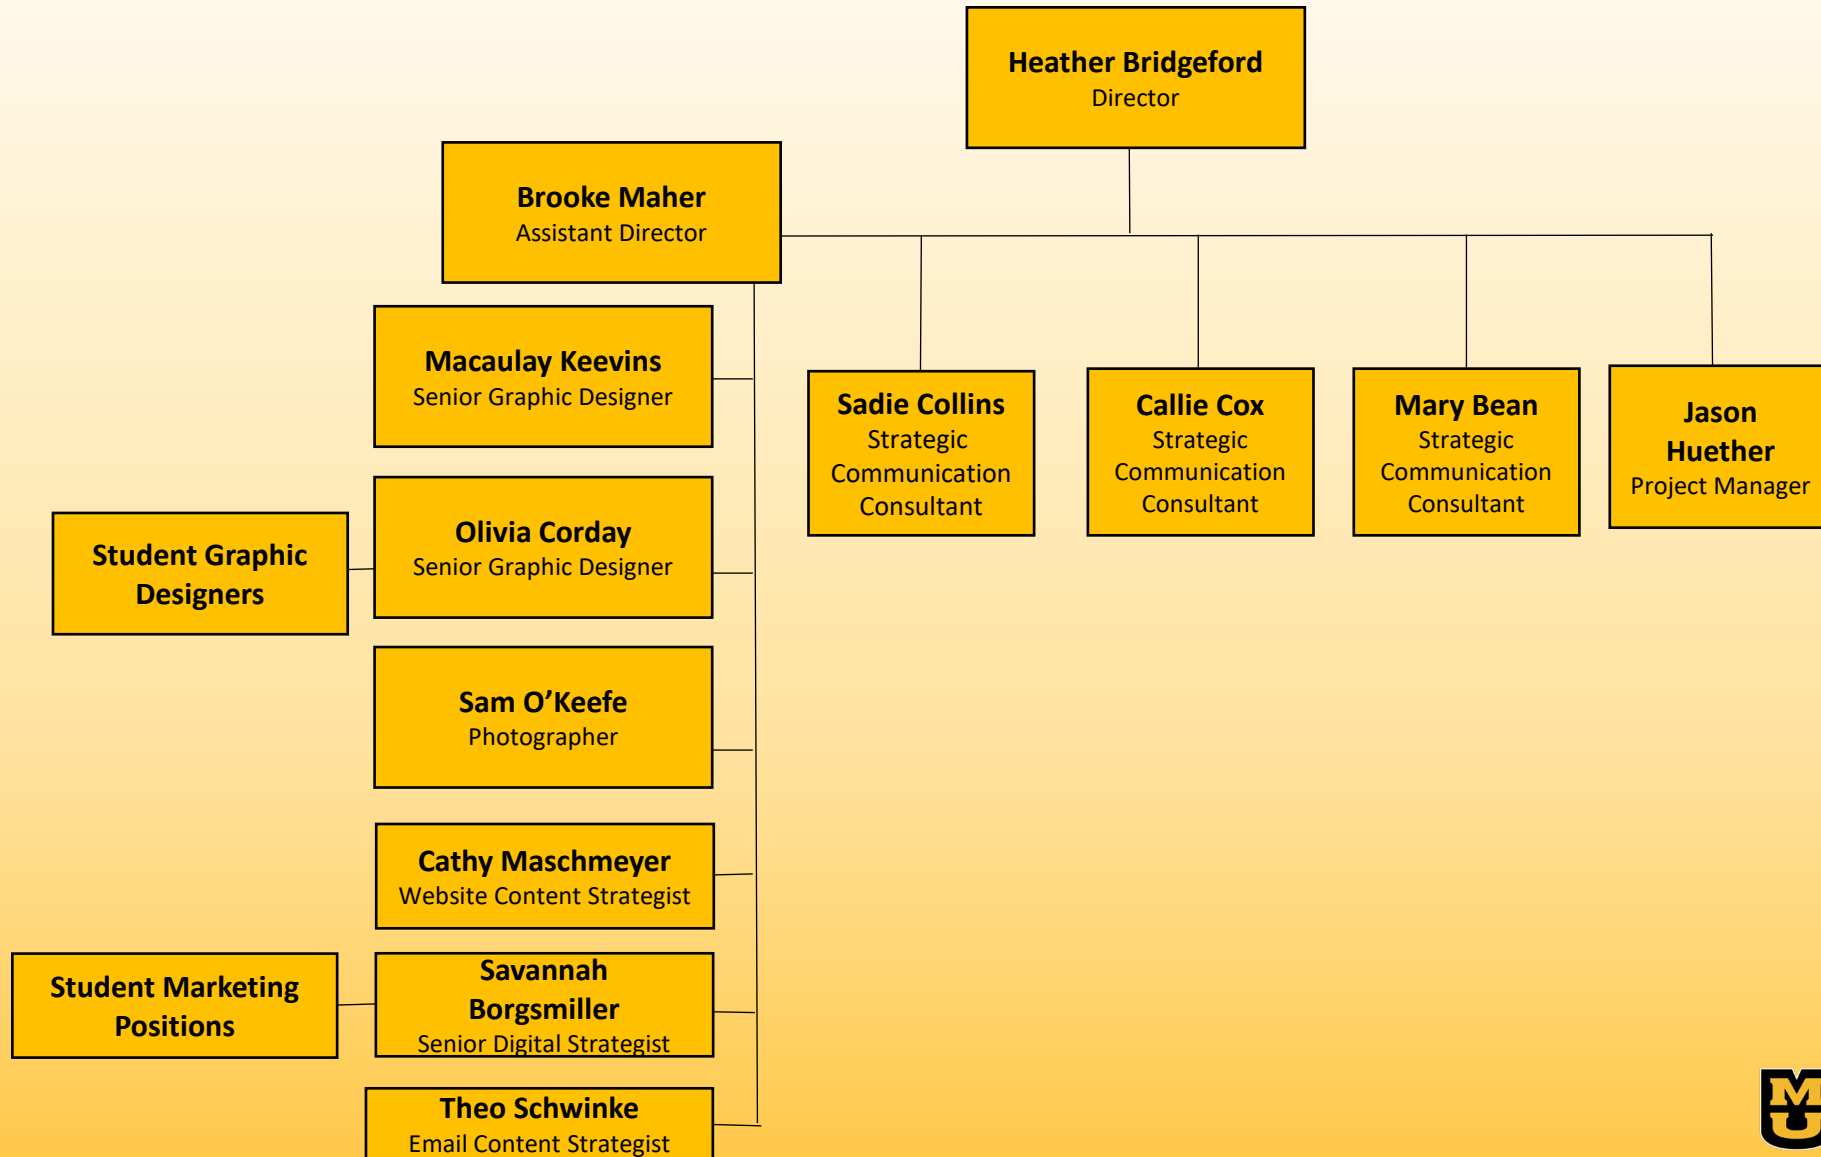 Heather Bridgeford
Director
Brooke Maher
Assistant Director
Macaulay Keevins
Senior Graphic Designer
Sadie Collins
Strategic
Communication
Consultant
Callie Cox
Strategic
Communication
Consultant
Mary Bean
Strategic
Communication
Consultant
Jason
Huether
Project Manager
Olivia Corday
Senior Graphic Designer
Student Graphic
Designers
Sam O’Keefe
Photographer
Cathy Maschmeyer
Website Content Strategist
Savannah
Borgsmiller
Senior Digital Strategist
Student Marketing
Positions
Theo Schwinke
Email Content Strategist
M
U